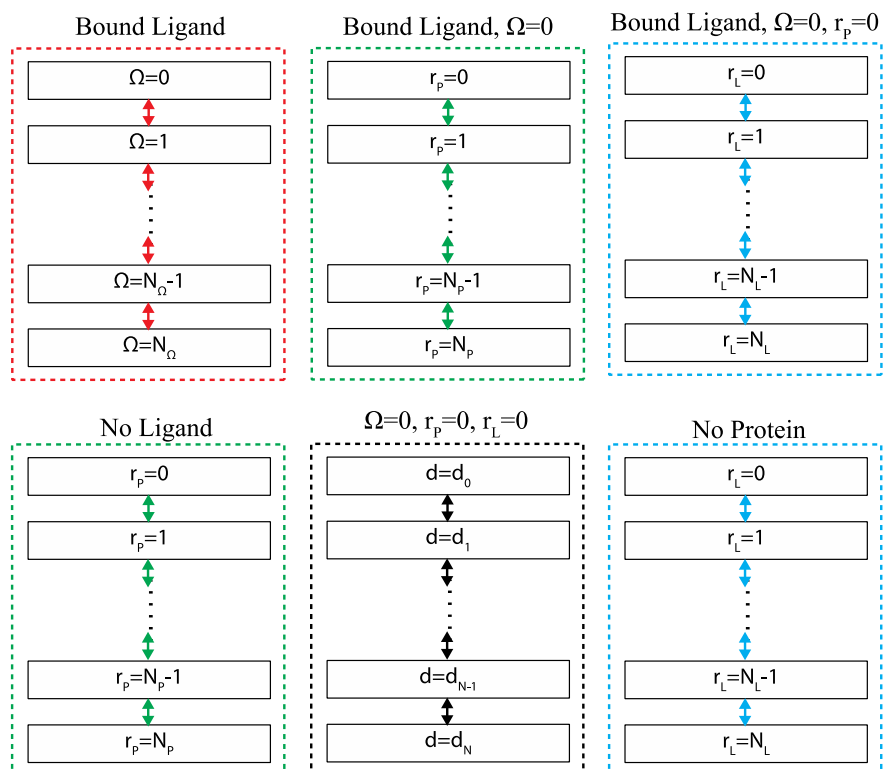 Bound Ligand
Ω=0
Ω=1
Ω=N_Ω-1
Ω=N_Ω
Bound Ligand, Ω=0
r_P=0
r_P=1
r_P=N_P-1
r_P=N_P
Bound Ligand, Ω=0, r_P=0
r_L=0
r_L=1
r_L=N_L-1
r_L=N_L
No Ligand
r_P=0
r_P=1
r_P=N_P-1
r_P=N_P
Ω=0, r_P=0, r_L=0
d=d_0
d=d_1
d=d_N-1
d=d_N
No Protein
r_L=0
r_L=1
r_L=N_L-1
r_L=N_L